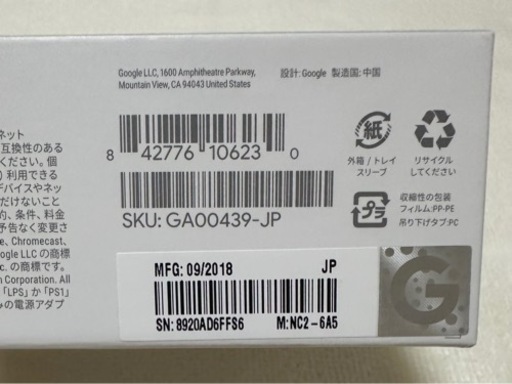 Google LLC, 1600 Amphitheatre Parkway,
Mountain View, CA 94043 United States
設計: Google 製造国: 中国
ネット
互換性のある
ください。個
) 利用できる
デバイスやネッ
だけないこと
約、条件、料金
予告なく変更さ
e, Chromecast、
oogle LLC の商標
c. の商標です。
n Corporation. All
「LPS」か「PS1」
みの電源アダプ
8 42776 10623 0
SKU: GA00439-JP
紙
外箱 / トレイ
スリーブ
リサイクル
してください
プラ
収縮性の包装
フィルム:PP·PE
吊り下げタブ:PC
MFG: 09/2018 JP
SN: 8920AD6FFS6 M:NC2-6A5
G